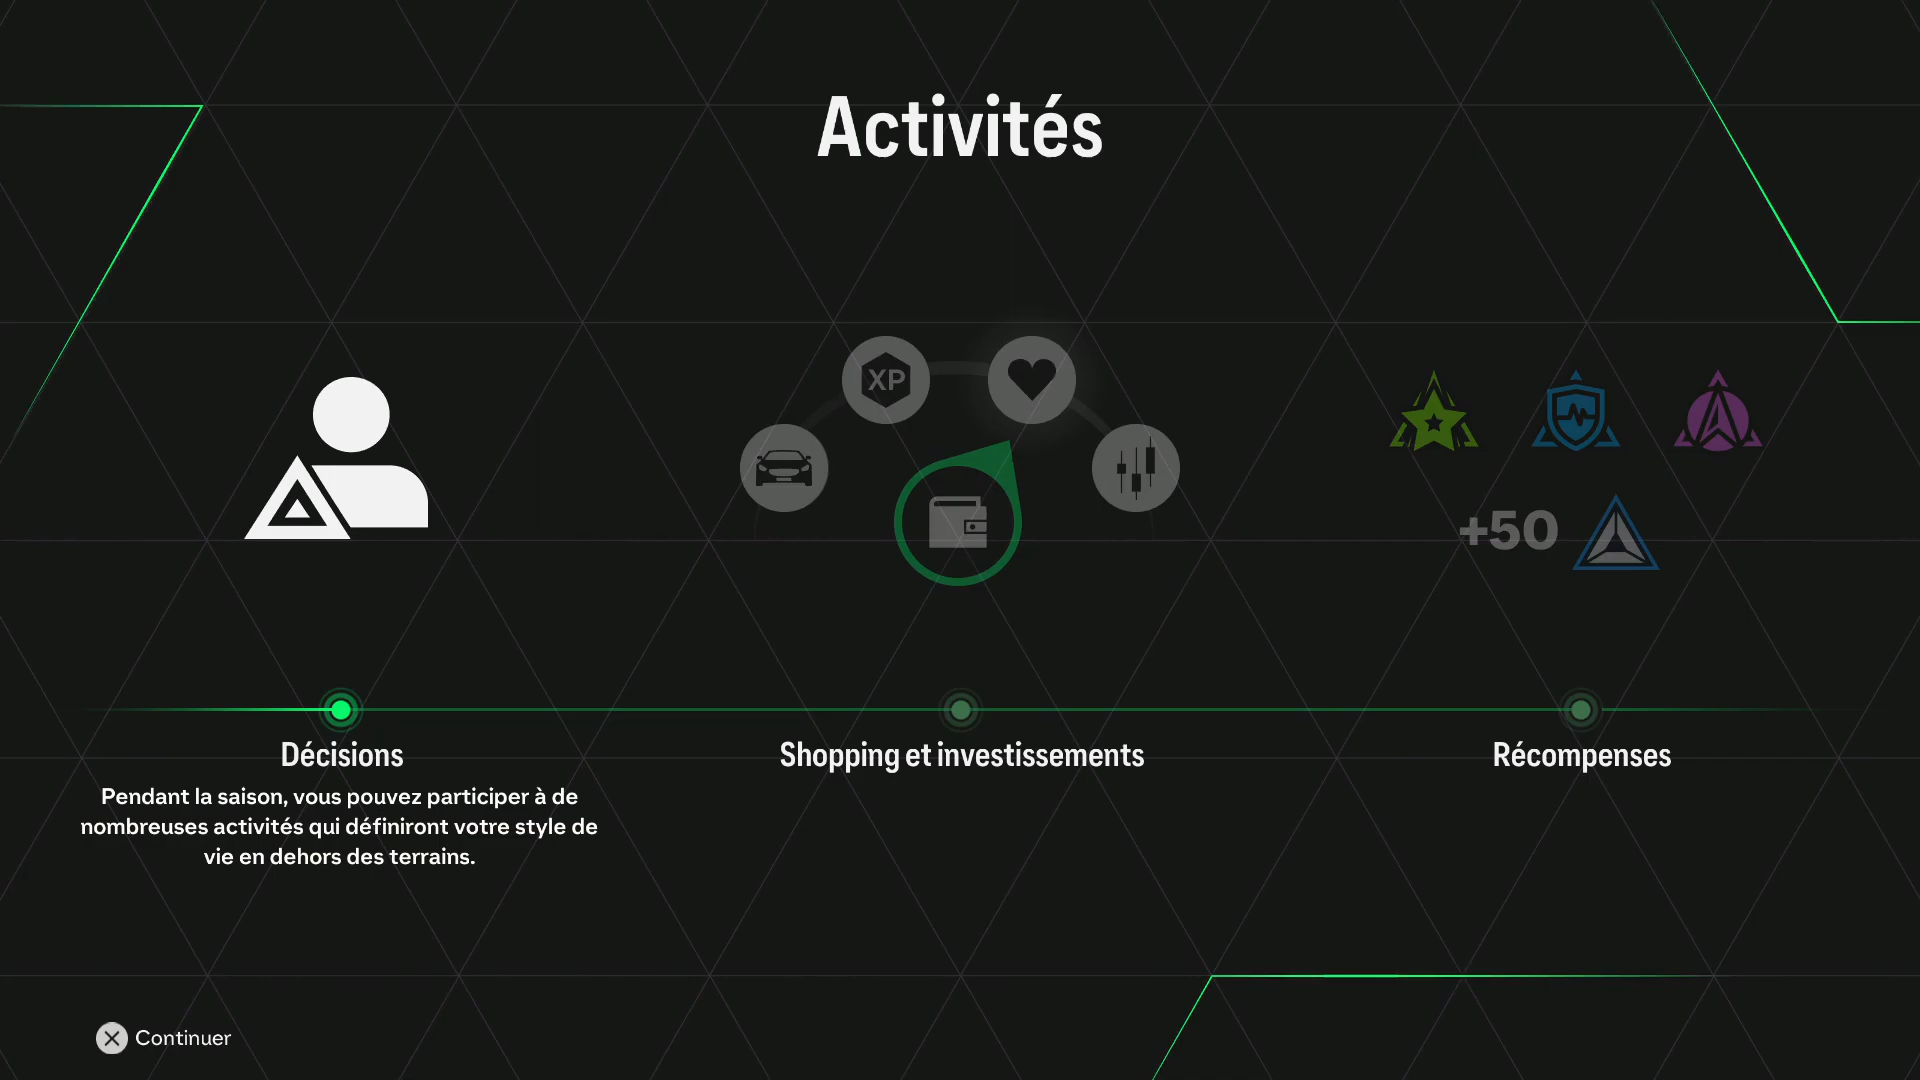 Activités
XP
+50
Décisions
Shopping et investissements
Récompenses
Pendant la saison, vous pouvez participer à de
nombreuses activités qui définiront votre style de
vie en dehors des terrains.
Continuer